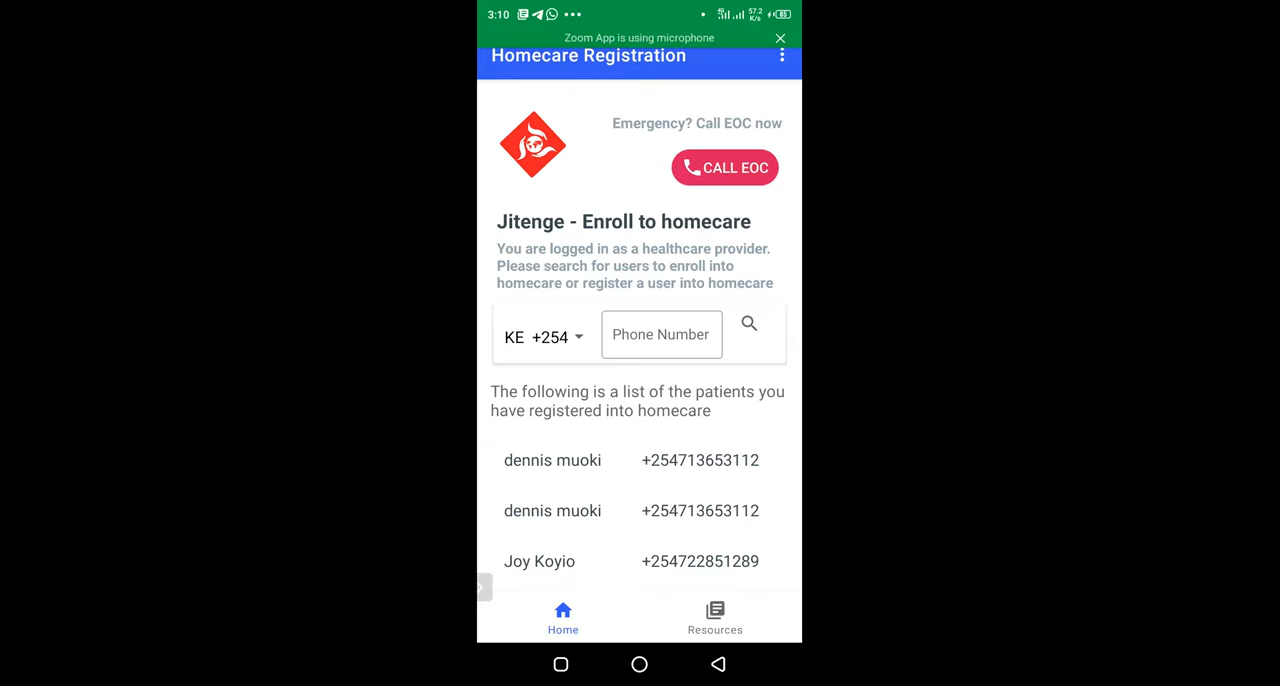 3:10
57.2
K/s
85
Zoom App is using microphone
Homecare Registration
Emergency? Call EOC now
CALL EOC
Jitenge - Enroll to homecare
You are logged in as a healthcare provider.
Please search for users to enroll into
homecare or register a user into homecare
KE +254
Phone Number
The following is a list of the patients you
have registered into homecare
dennis muoki +254713653112
dennis muoki +254713653112
Joy Koyio +254722851289
Home
Resources